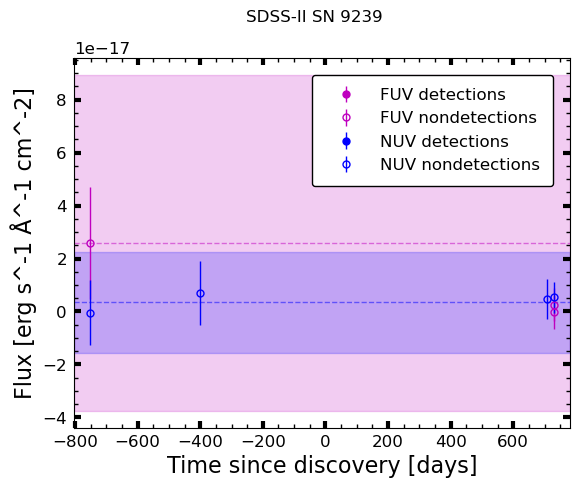 SDSS-II SN 9239
1e−17
FUV detections
FUV nondetections
NUV detections
NUV nondetections
8
6
4
2
0
−2
−4
Flux [erg s^-1 Å^-1 cm^-2]
−800 −600 −400 −200 0 200 400 600
Time since discovery [days]